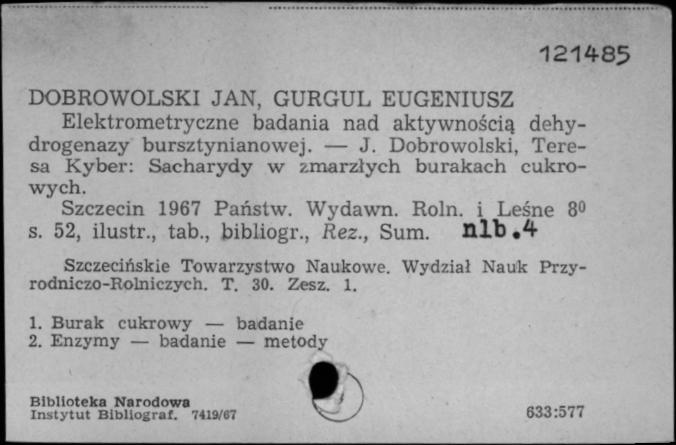 121485
DOBROWOLSKI JAN, GURGUL EUGENIUSZ
Elektrometryczne badania nad aktywnością dehy-
drogenazy bursztynianowej. — J. Dobrowolski, Tere-
sa Kyber: Sacharydy w zmarzłych burakach cukro-
wych.
Szczecin 1967 Państw. Wydawn. Roln. i Leśne 8⁰
s. 52, ilustr., tab., bibliogr., Rez., Sum. nlb.4
Szczecińskie Towarzystwo Naukowe. Wydział Nauk Przy-
rodniczo-Rolniczych. T. 30. Zesz. 1.
1. Burak cukrowy — badanie
2. Enzymy — badanie — metody
Biblioteka Narodowa
Instytut Bibliograf. 7419/67 633:577